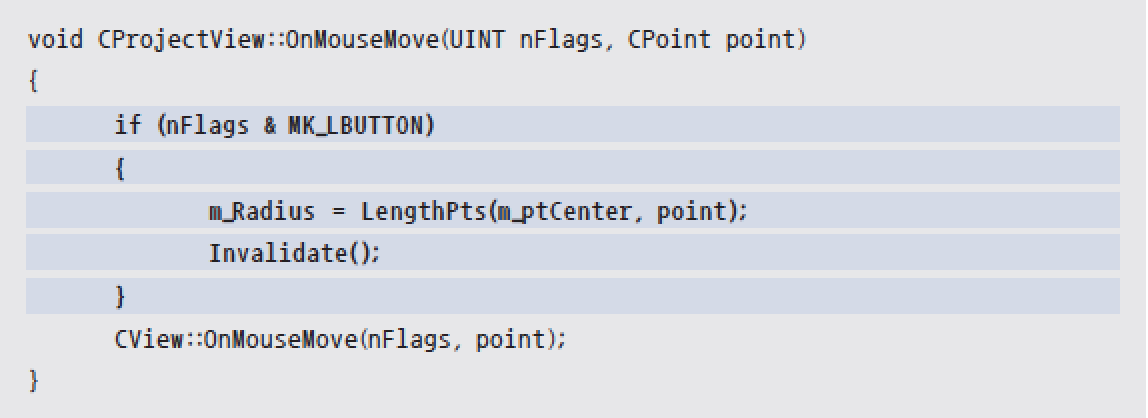 void CProjectView::OnMouseMove(UINT nFlags, CPoint point)
{
if (nFlags & MK_LBUTTON)
{
m_Radius = LengthPts(m_ptCenter, point);
Invalidate();
}
CView::OnMouseMove(nFlags, point);
}